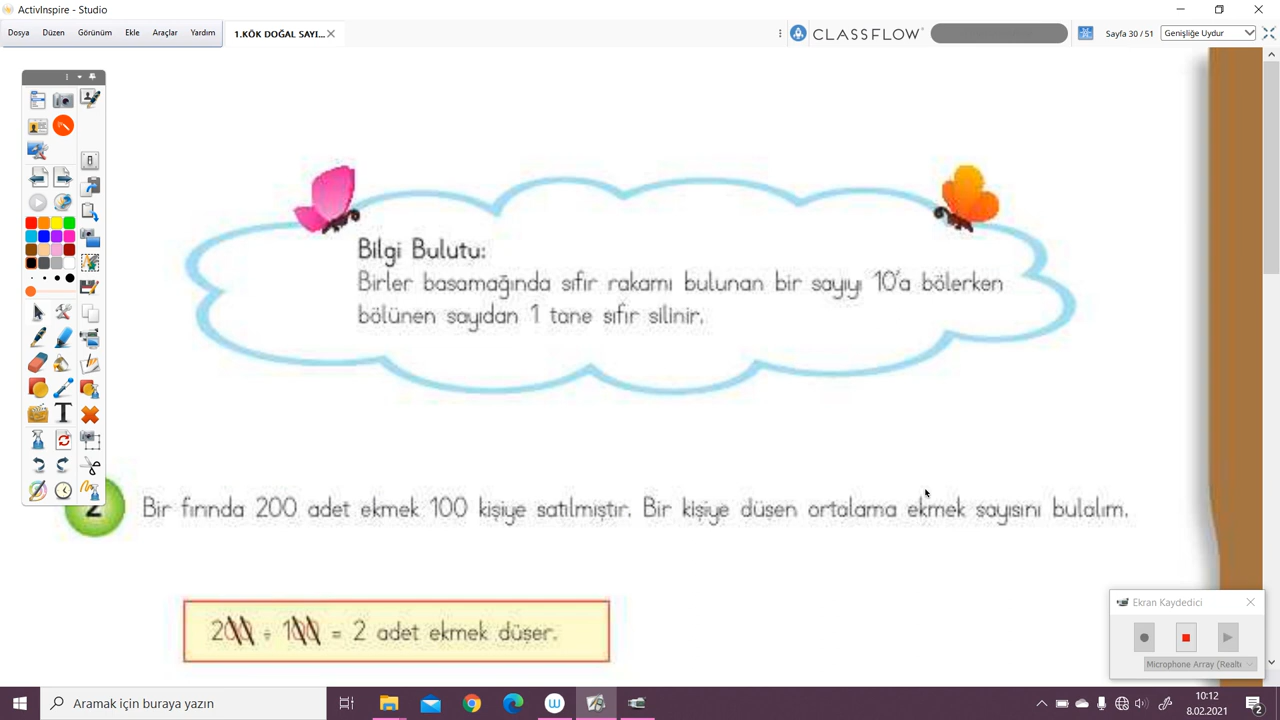 ActivInspire - Studio
Dosya Düzen Görünüm Ekle Araçlar Yardım
1.KÖK DOĞAL SAYI...
CLASSFLOW
Sayfa 30 / 51
Genişliğe Uydur
Bilgi Bulutu:
Birler basamağında sıfır rakamı bulunan bir sayıyı 10'a bölerken
bölünen sayıdan 1 tane sıfır silinir.
2 Bir fırında 200 adet ekmek 100 kişiye satılmıştır. Bir kişiye düşen ortalama ekmek sayısını bulalım.
200 ÷ 100 = 2 adet ekmek düşer.
Ekran Kaydedici
Microphone Array (Realt
Aramak için buraya yazın
10:12
8.02.2021
2